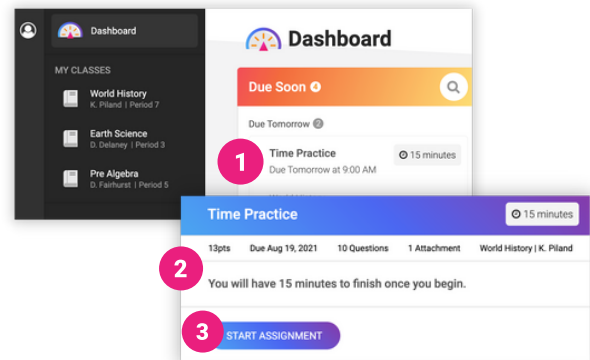 Dashboard
MY CLASSES
World History
K. Piland | Period 7
Earth Science
D. Delaney | Period 3
Pre Algebra
D. Fairhurst | Period 5
Dashboard
Due Soon 4
Due Tomorrow 2
1
Time Practice
15 minutes
Due Tomorrow at 9:00 AM
Time Practice
15 minutes
13pts Due Aug 19, 2021 10 Questions 1 Attachment World History | K. Piland
2
You will have 15 minutes to finish once you begin.
3
START ASSIGNMENT